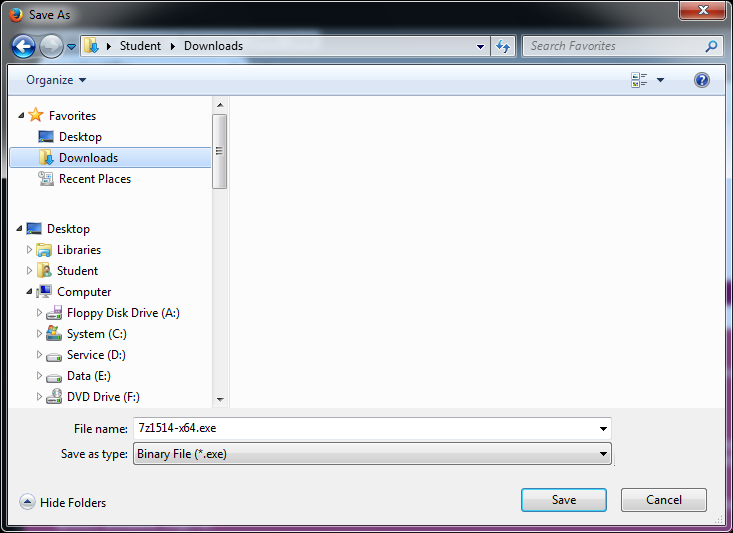 Save As
Student Downloads
Search Favorites
Organize
Favorites
Desktop
Downloads
Recent Places
Desktop
Libraries
Student
Computer
Floppy Disk Drive (A:)
System (C:)
Service (D:)
Data (E:)
DVD Drive (F:)
File name: 7z1514-x64.exe
Save as type: Binary File (*.exe)
Hide Folders Save Cancel